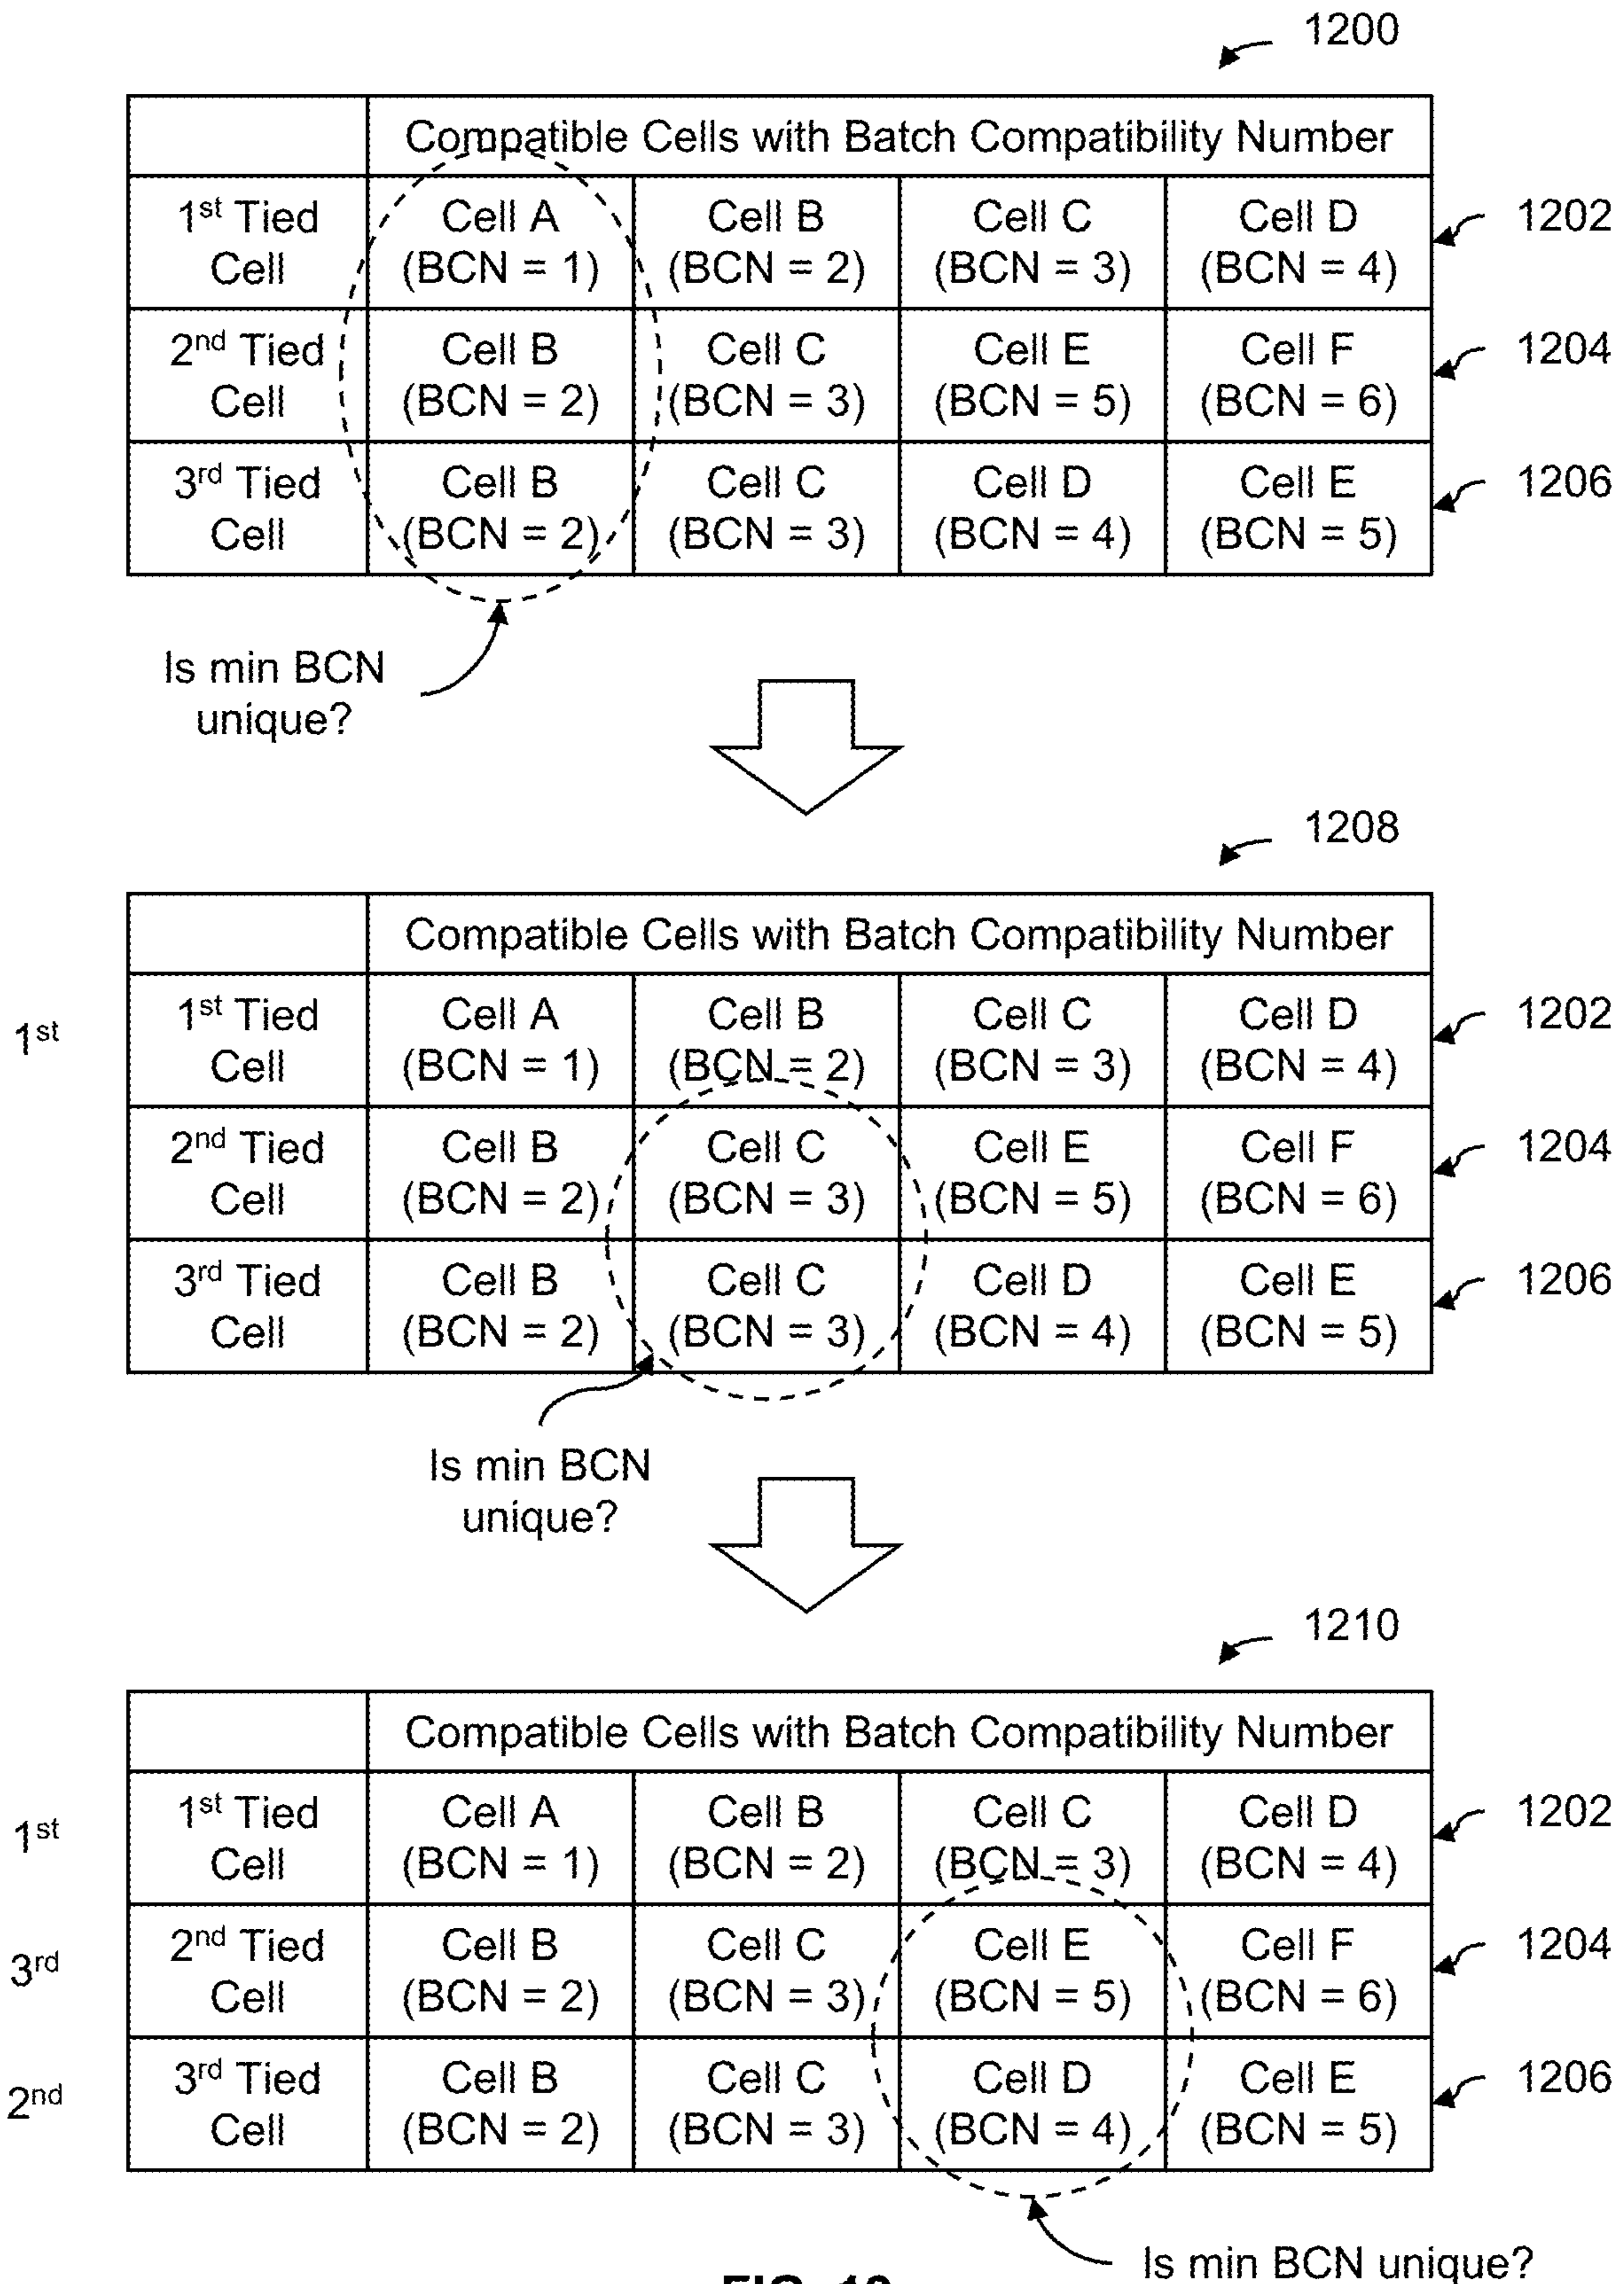 1200
Compatible Cells with Batch Compatibility Number
1st Tied Cell
Cell A (BCN = 1)
Cell B (BCN = 2)
Cell C (BCN = 3)
Cell D (BCN = 4)
1202
2nd Tied Cell
Cell B (BCN = 2)
Cell C (BCN = 3)
Cell E (BCN = 5)
Cell F (BCN = 6)
1204
3rd Tied Cell
Cell B (BCN = 2)
Cell C (BCN = 3)
Cell D (BCN = 4)
Cell E (BCN = 5)
1206
Is min BCN
unique?
1208
Compatible Cells with Batch Compatibility Number
1st
1st Tied Cell
Cell A (BCN = 1)
Cell B (BCN = 2)
Cell C (BCN = 3)
Cell D (BCN = 4)
1202
2nd Tied Cell
Cell B (BCN = 2)
Cell C (BCN = 3)
Cell E (BCN = 5)
Cell F (BCN = 6)
1204
3rd Tied Cell
Cell B (BCN = 2)
Cell C (BCN = 3)
Cell D (BCN = 4)
Cell E (BCN = 5)
1206
Is min BCN
unique?
1210
Compatible Cells with Batch Compatibility Number
1st
1st Tied Cell
Cell A (BCN = 1)
Cell B (BCN = 2)
Cell C (BCN = 3)
Cell D (BCN = 4)
1202
3rd
2nd Tied Cell
Cell B (BCN = 2)
Cell C (BCN = 3)
Cell E (BCN = 5)
Cell F (BCN = 6)
1204
2nd
3rd Tied Cell
Cell B (BCN = 2)
Cell C (BCN = 3)
Cell D (BCN = 4)
Cell E (BCN = 5)
1206
Is min BCN unique?